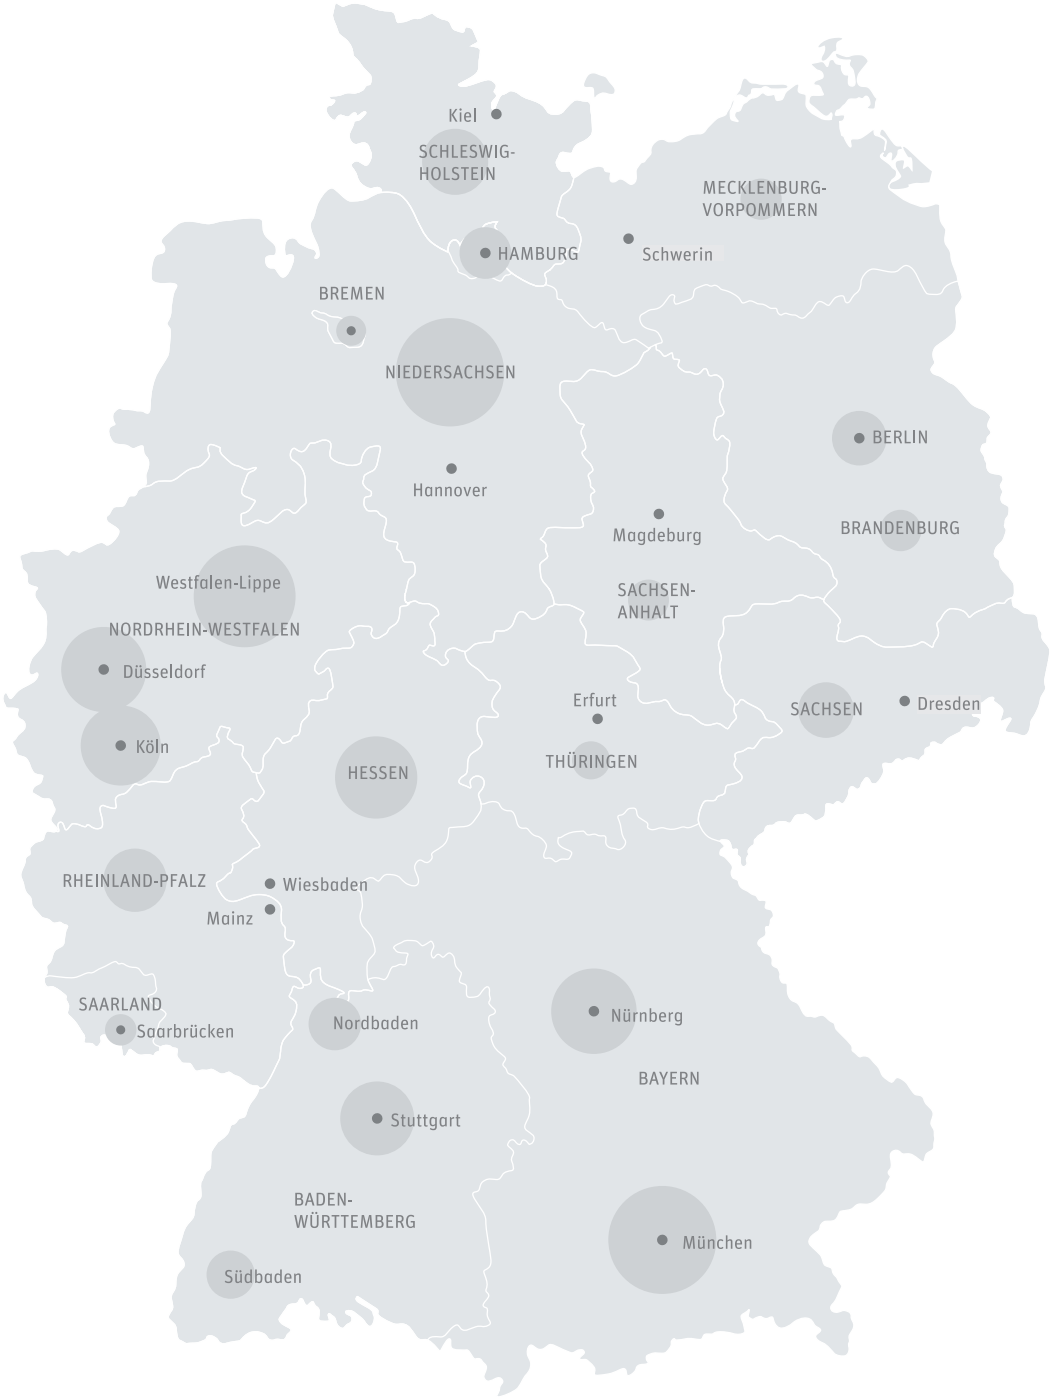 Kiel
SCHLESWIG-
HOLSTEIN
MECKLENBURG-
VORPOMMERN
Schwerin
HAMBURG
BREMEN
NIEDERSACHSEN
BERLIN
Hannover
BRANDENBURG
Magdeburg
Westfalen-Lippe
SACHSEN-
ANHALT
NORDRHEIN-WESTFALEN
Düsseldorf
Erfurt
Dresden
SACHSEN
Köln
THÜRINGEN
HESSEN
RHEINLAND-PFALZ
Wiesbaden
Mainz
SAARLAND
Saarbrücken
Nordbaden
Nürnberg
BAYERN
Stuttgart
BADEN-
WÜRTTEMBERG
München
Südbaden